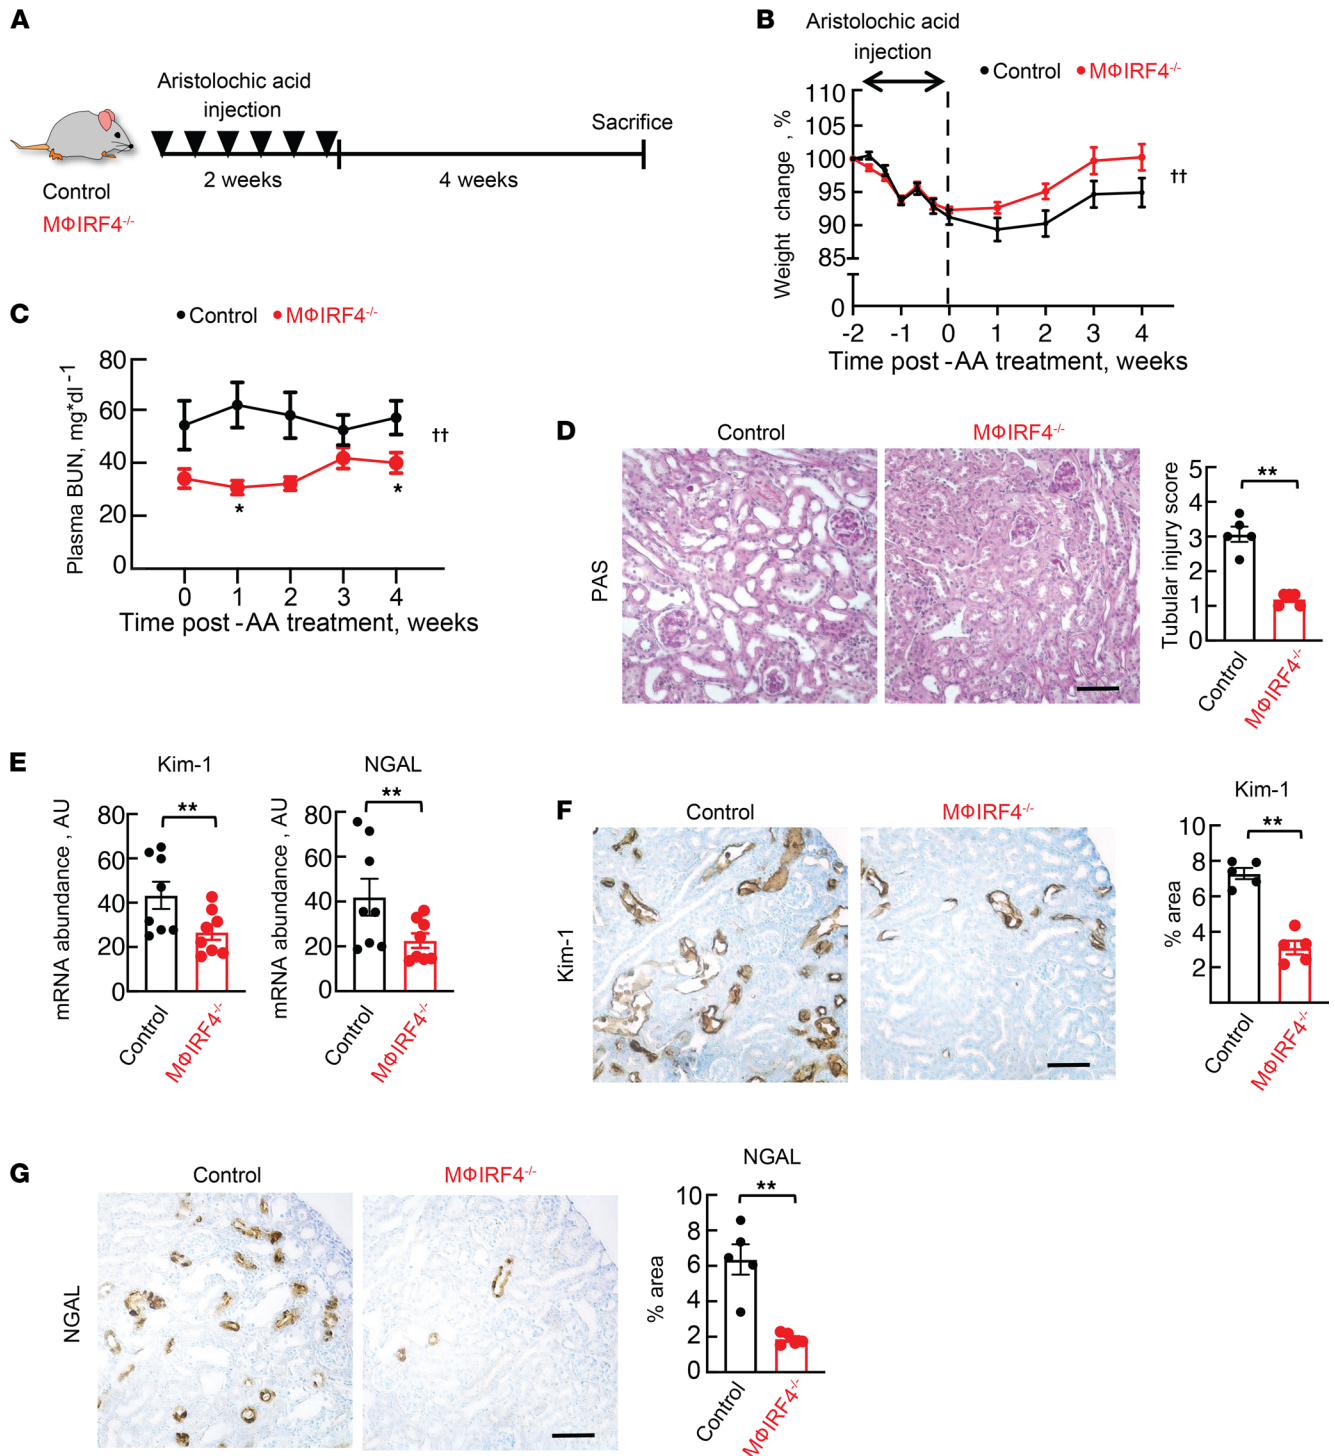 A
Aristolochic acid
injection
Sacrifice
2 weeks
4 weeks
Control
MΦIRF4-/-
B
Aristolochic acid
injection
Control
MΦIRF4-/-
Weight change , %
110
105
100
95
90
85
0
††
-2
-1
0
1
2
3
4
Time post -AA treatment, weeks
C
Control
MΦIRF4-/-
Plasma BUN, mg*dl-1
80
60
40
20
0
††
*
*
0
1
2
3
4
Time post -AA treatment, weeks
D
Control
MΦIRF4-/-
PAS
Tubular injury score
5
4
3
2
1
0
**
Control
MΦIRF4-/-
E
Kim-1
mRNA abundance , AU
80
60
40
20
0
**
Control
MΦIRF4-/-
NGAL
mRNA abundance , AU
80
60
40
20
0
**
Control
MΦIRF4-/-
F
Control
MΦIRF4-/-
Kim-1
Kim-1
% area
10
8
6
4
2
**
Control
MΦIRF4-/-
G
Control
MΦIRF4-/-
NGAL
NGAL
% area
10
8
6
4
2
0
**
Control
MΦIRF4-/-